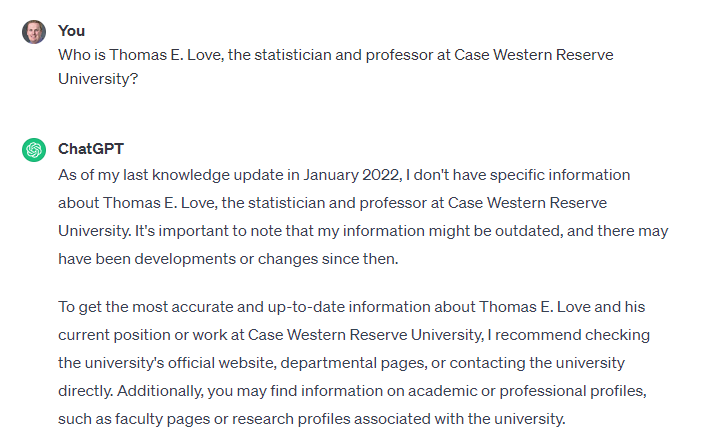 You
Who is Thomas E. Love, the statistician and professor at Case Western Reserve
University?
ChatGPT
As of my last knowledge update in January 2022, I don't have specific information
about Thomas E. Love, the statistician and professor at Case Western Reserve
University. It's important to note that my information might be outdated, and there may
have been developments or changes since then.
To get the most accurate and up-to-date information about Thomas E. Love and his
current position or work at Case Western Reserve University, I recommend checking
the university's official website, departmental pages, or contacting the university
directly. Additionally, you may find information on academic or professional profiles,
such as faculty pages or research profiles associated with the university.